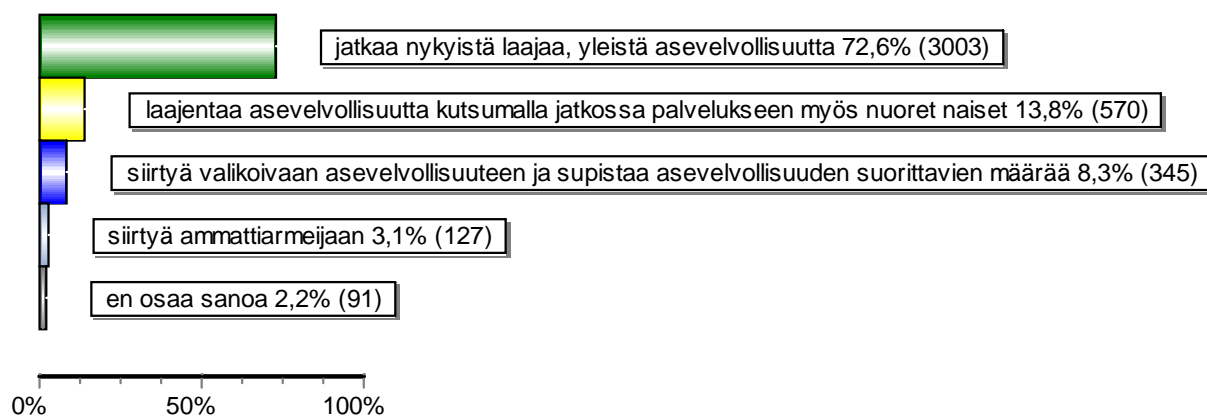 jatkaa nykyistä laajaa, yleistä asevelvollisuutta 72,6% (3003)
laajentaa asevelvollisuutta kutsumalla jatkossa palvelukseen myös nuoret naiset 13,8% (570)
siirtyä valikoivaan asevelvollisuuteen ja supistaa asevelvollisuuden suorittavien määrää 8,3% (345)
siirtyä ammattiarmeijaan 3,1% (127)
en osaa sanoa 2,2% (91)
0% 50% 100%